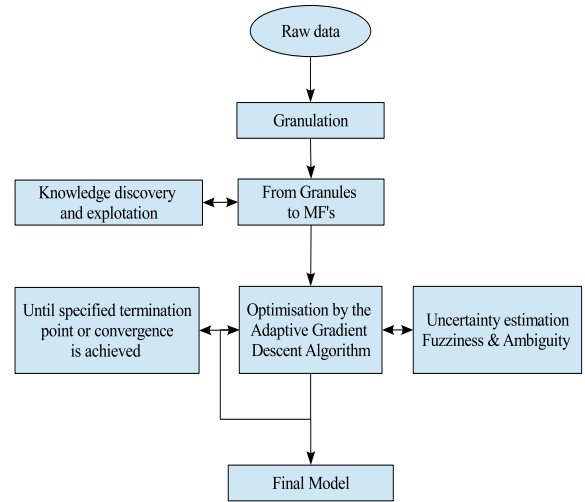 Raw data
Granulation
Knowledge discovery
and explotation
From Granules
to MF's
Until specified termination
point or convergence
is achieved
Optimisation by the
Adaptive Gradient
Descent Algorithm
Uncertainty estimation
Fuzziness & Ambiguity
Final Model